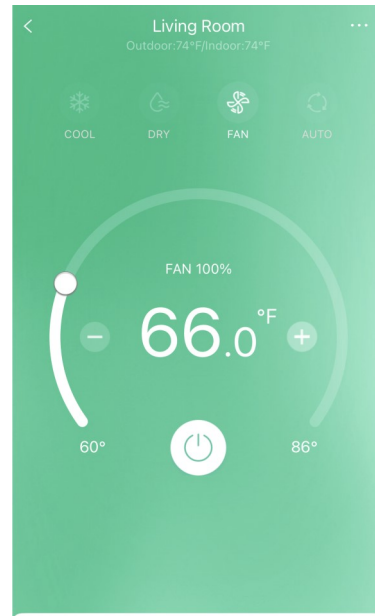 Living Room
Outdoor:74°F/Indoor:74°F
COOL DRY FAN AUTO
FAN 100%
66.0°F
60° 86°